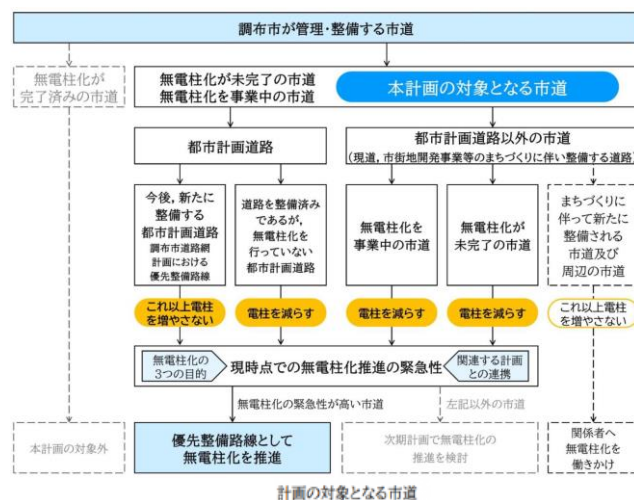 調布市が管理・整備する市道
無電柱化が
完了済みの市道
無電柱化が未完了の市道
無電柱化を事業中の市道
本計画の対象となる市道
都市計画道路
都市計画道路以外の市道
(現道,市街地開発事業等のまちづくりに伴い整備する道路)
今後,新たに
整備する
都市計画道路
調布市道路網
計画における
優先整備路線
道路を整備済み
であるが,
無電柱化を
行っていない
都市計画道路
無電柱化を
事業中の市道
無電柱化が
未完了の市道
まちづくりに
伴って新たに
整備される
市道及び
周辺の市道
これ以上電柱
を増やさない
電柱を減らす
電柱を減らす
電柱を減らす
これ以上電柱
を増やさない
無電柱化の
3つの目的
現時点での無電柱化推進の緊急性
関連する計画
との連携
無電柱化の緊急性が高い市道
左記以外の市道
本計画の対象外
優先整備路線として
無電柱化を推進
次期計画で無電柱化の
推進を検討
関係者へ
無電柱化を
働きかけ
計画の対象となる市道